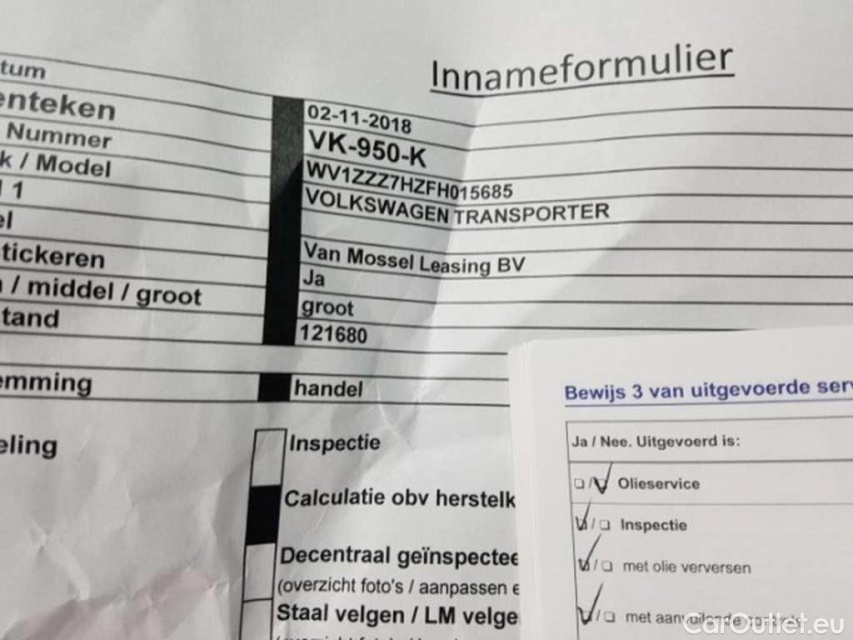 Innameformulier
tum 02-11-2018
enteken VK-950-K
Nummer WV1ZZZ7HZFH015685
k / Model VOLKSWAGEN TRANSPORTER
1
el Van Mossel Leasing BV
tickeren Ja
/ middel / groot groot
tand 121680
emming handel
eling Inspectie
Calculatie obv herstelk
Decentraal geïnspectee
(overzicht foto's / aanpassen e
Staal velgen / LM velge
Bewijs 3 van uitgevoerde ser
Ja / Nee. Uitgevoerd is:
Olieservice
Inspectie
met olie verversen
met
CarOutlet.eu